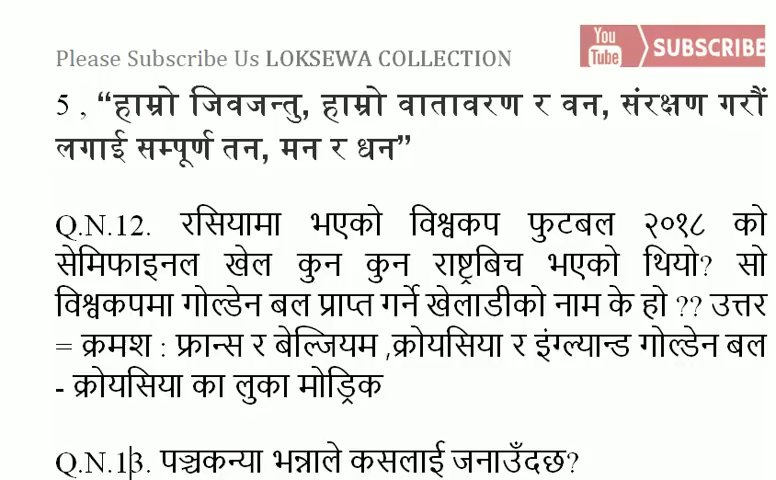 You
Tube SUBSCRIBE
Please Subscribe Us LOKSEWA COLLECTION
5 , “हाम्रो जिवजन्तु, हाम्रो वातावरण र वन, संरक्षण गरौं
लगाई सम्पूर्ण तन, मन र धन”
Q.N.12. रसियामा भएको विश्वकप फुटबल २०१८ को
सेमिफाइनल खेल कुन कुन राष्ट्रबिच भएको थियो? सो
विश्वकपमा गोल्डेन बल प्राप्त गर्ने खेलाडीको नाम के हो ?? उत्तर
= क्रमश : फ्रान्स र बेल्जियम ,क्रोयसिया र इंग्ल्यान्ड गोल्डेन बल
- क्रोयसिया का लुका मोड्रिक
Q.N.13. पञ्चकन्या भन्नाले कसलाई जनाउँदछ?